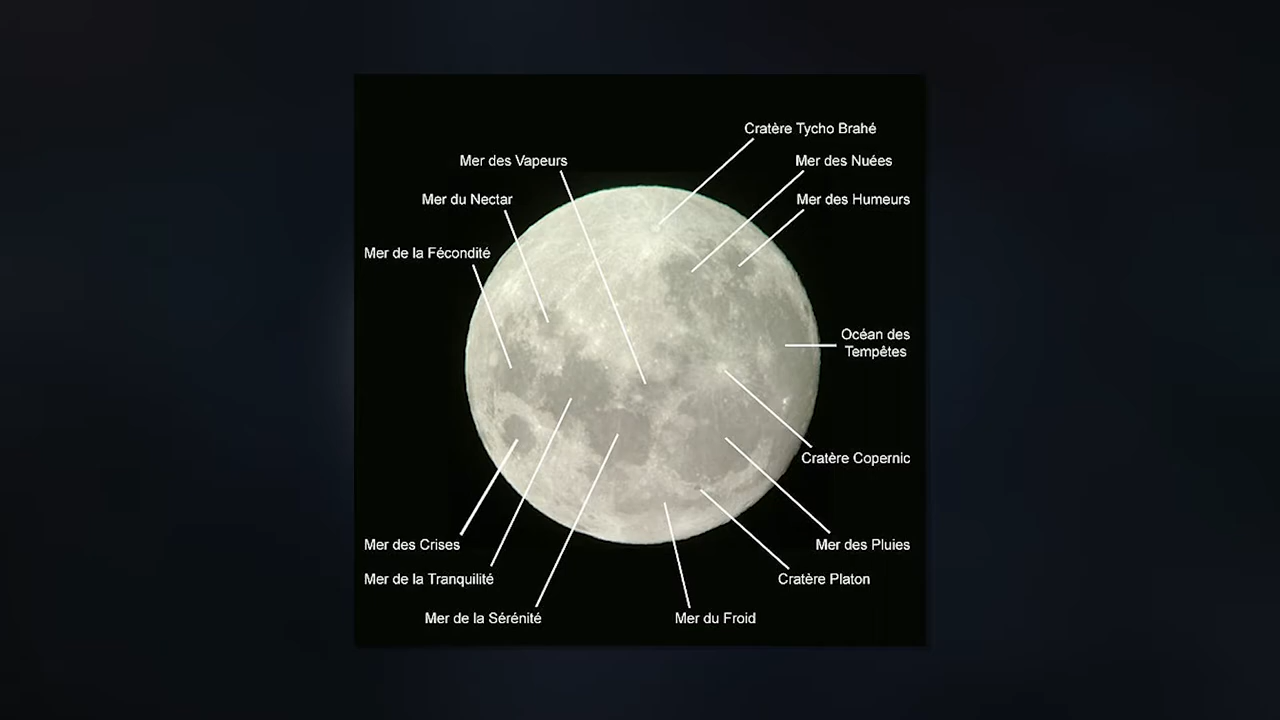 Cratère Tycho Brahé
Mer des Vapeurs
Mer des Nuées
Mer du Nectar
Mer des Humeurs
Mer de la Fécondité
Océan des
Tempêtes
Cratère Copernic
Mer des Crises
Mer des Pluies
Mer de la Tranquilité
Cratère Platon
Mer de la Sérénité
Mer du Froid